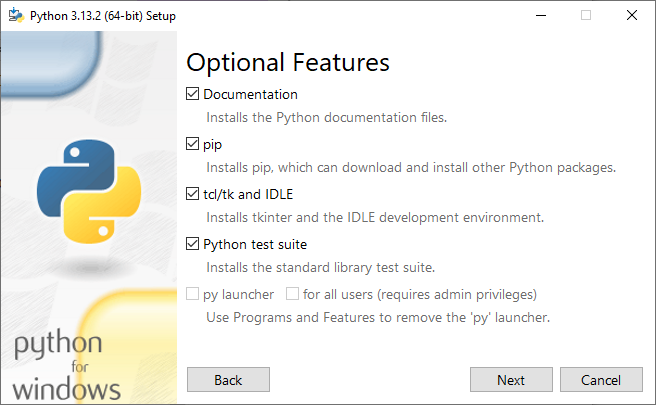 Python 3.13.2 (64-bit) Setup
Optional Features
Documentation
Installs the Python documentation files.
pip
Installs pip, which can download and install other Python packages.
tcl/tk and IDLE
Installs tkinter and the IDLE development environment.
Python test suite
Installs the standard library test suite.
py launcher for all users (requires admin privileges)
Use Programs and Features to remove the 'py' launcher.
python
for
windows
Back Next Cancel